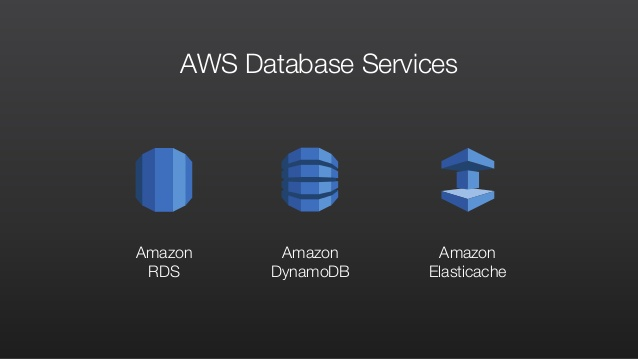 AWS Database Services
Amazon
RDS
Amazon
DynamoDB
Amazon
Elasticache